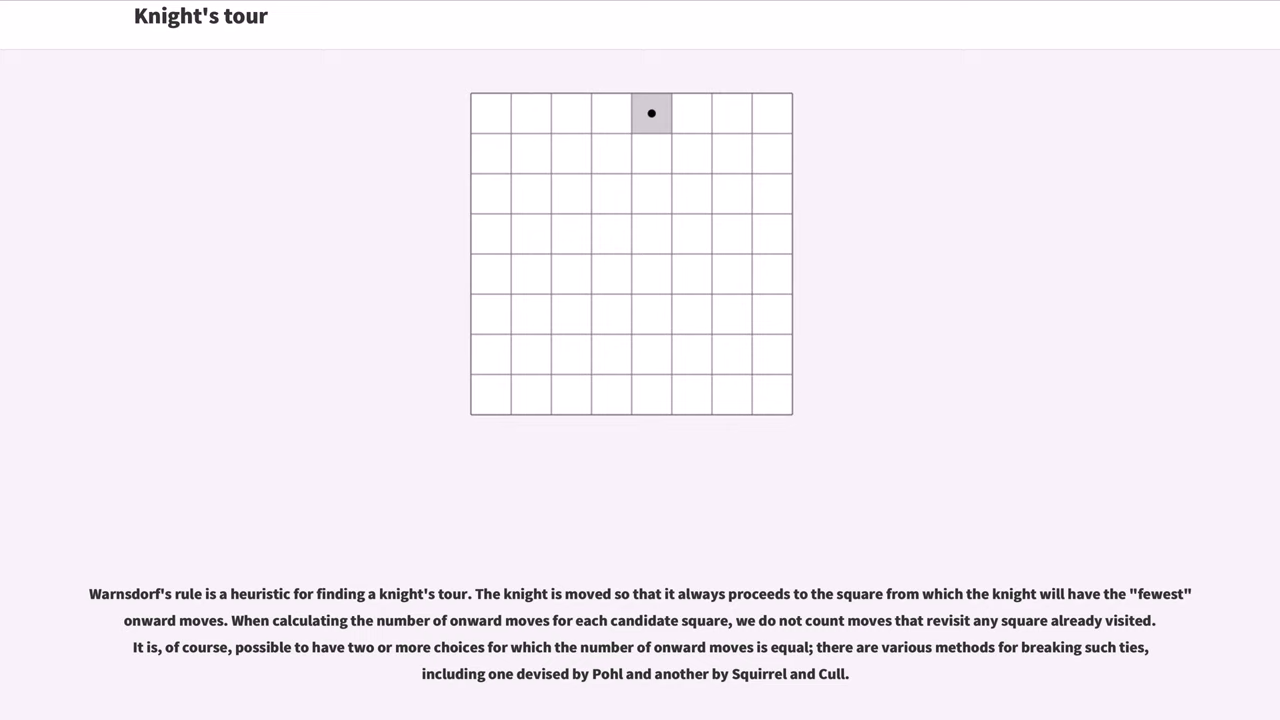 Knight's tour
Warnsdorf's rule is a heuristic for finding a knight's tour. The knight is moved so that it always proceeds to the square from which the knight will have the "fewest"
onward moves. When calculating the number of onward moves for each candidate square, we do not count moves that revisit any square already visited.
It is, of course, possible to have two or more choices for which the number of onward moves is equal; there are various methods for breaking such ties,
including one devised by Pohl and another by Squirrel and Cull.